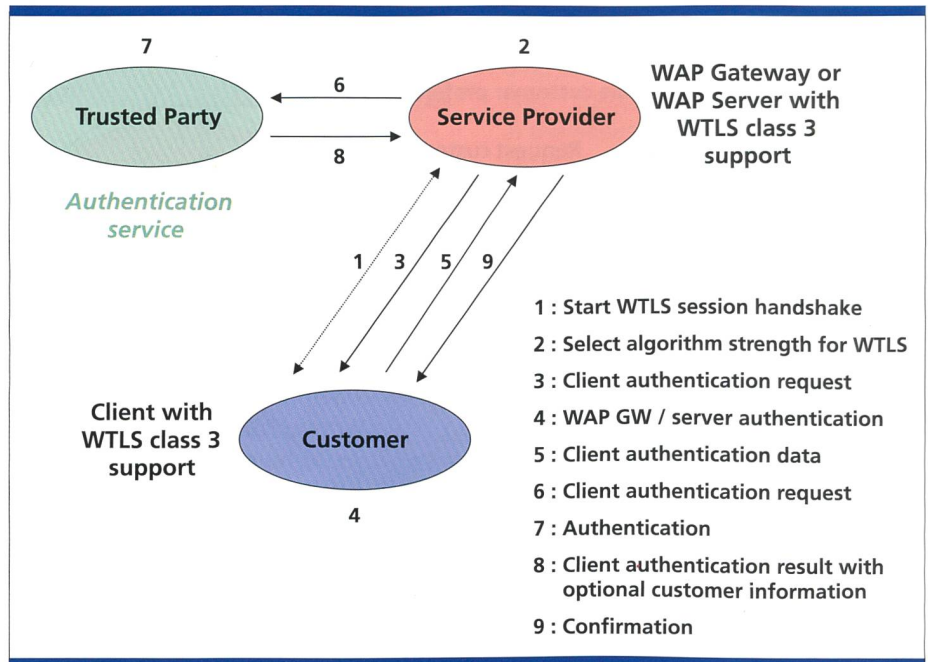 7
2
Trusted Party
6
8
Service Provider
WAP Gateway or
WAP Server with
WTLS class 3
support
Authentication
service
1
3
5
9
Client with
WTLS class 3
support
Customer
4
1 : Start WTLS session handshake
2 : Select algorithm strength for WTLS
3 : Client authentication request
4 : WAP GW / server authentication
5 : Client authentication data
6 : Client authentication request
7 : Authentication
8 : Client authentication result with
optional customer information
9 : Confirmation